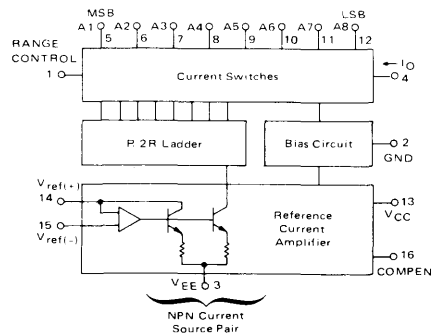 MSB LSB
A1 A2 A3 A4 A5 A6 A7 A8
5 6 7 8 9 10 11 12
RANGE
CONTROL
1
Current Switches
I_O
4
R 2R Ladder
Bias Circuit
2
GND
Vref(+)
14
15
Vref(−)
Reference
Current
Amplifier
13
VCC
16
COMPEN
VEE 3
NPN Current
Source Pair